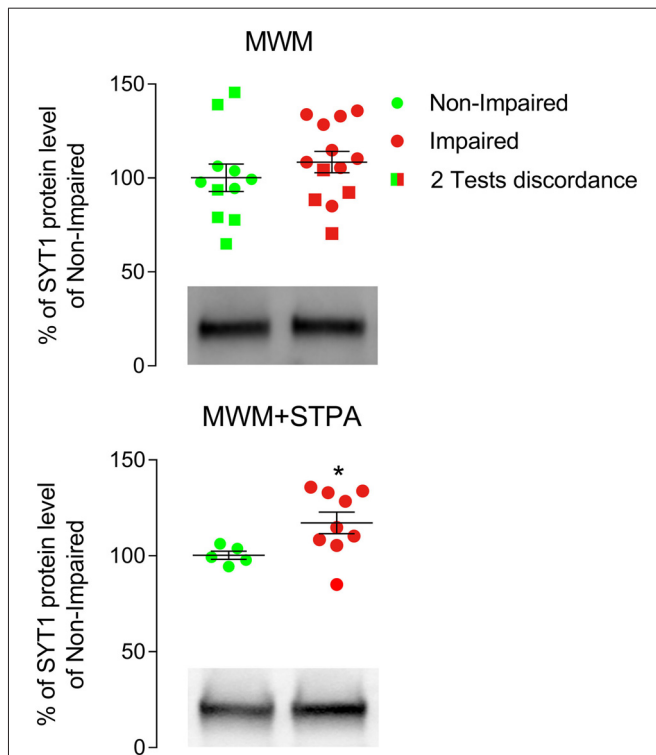 MWM
% of SYT1 protein level
of Non-Impaired
150
100
50
0
Non-Impaired
Impaired
2 Tests discordance
MWM+STPA
% of SYT1 protein level
of Non-Impaired
150
100
50
0
*